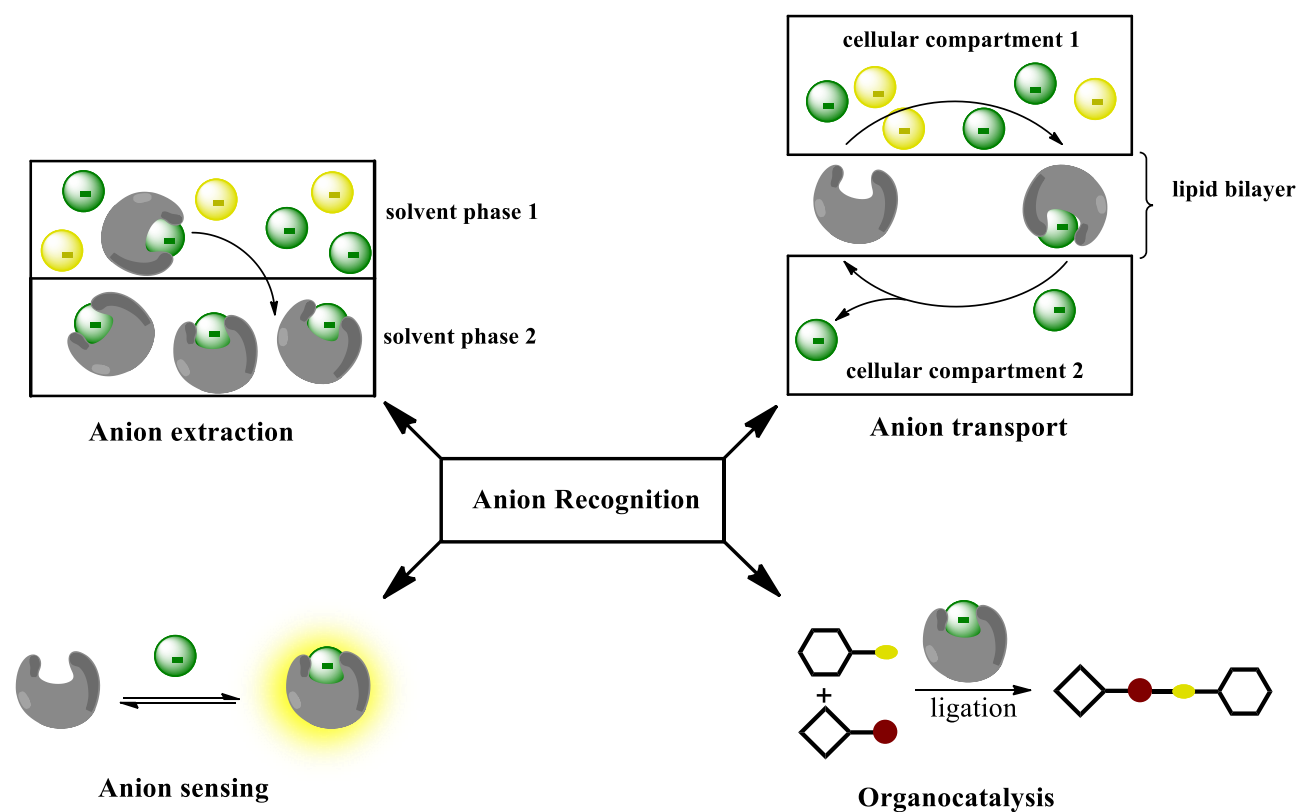 cellular compartment 1
solvent phase 1
lipid bilayer
solvent phase 2
cellular compartment 2
Anion extraction
Anion transport
Anion Recognition
+
ligation
Anion sensing
Organocatalysis